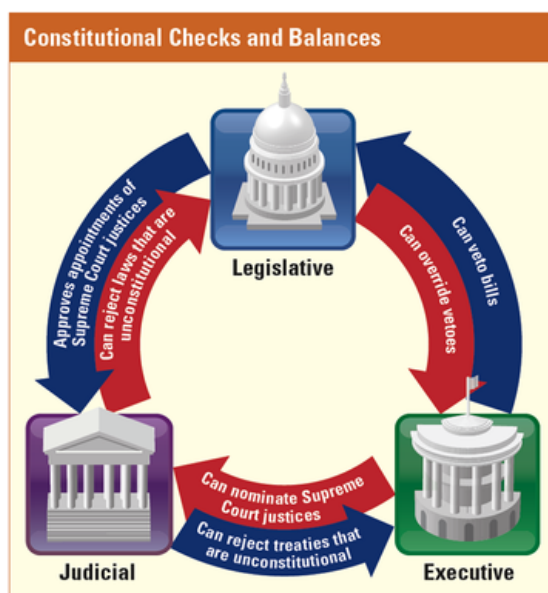 Constitutional Checks and Balances
Legislative
Approves appointments of
Supreme Court justices
Can reject laws that are
unconstitutional
Can override vetoes
Can veto bills
Can nominate Supreme
Court justices
Can reject treaties that
are unconstitutional
Judicial
Executive